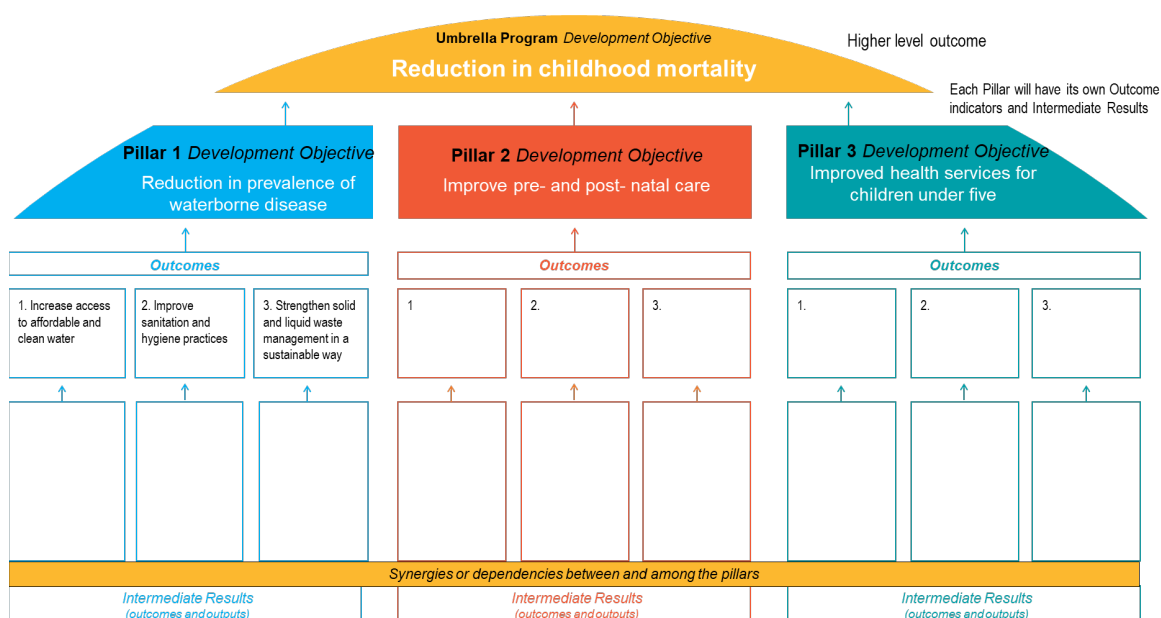 Umbrella Program Development Objective
Reduction in childhood mortality
Higher level outcome
Each Pillar will have its own Outcome
indicators and Intermediate Results
Pillar 1 Development Objective
Reduction in prevalence of
waterborne disease
Pillar 2 Development Objective
Improve pre- and post- natal care
Pillar 3 Development Objective
Improved health services for
children under five
Outcomes
Outcomes
Outcomes
1. Increase access
to affordable and
clean water
2. Improve
sanitation and
hygiene practices
3. Strengthen solid
and liquid waste
management in a
sustainable way
1
2.
3.
1.
2.
3.
Synergies or dependencies between and among the pillars
Intermediate Results
(outcomes and outputs)
Intermediate Results
(outcomes and outputs)
Intermediate Results
(outcomes and outputs)